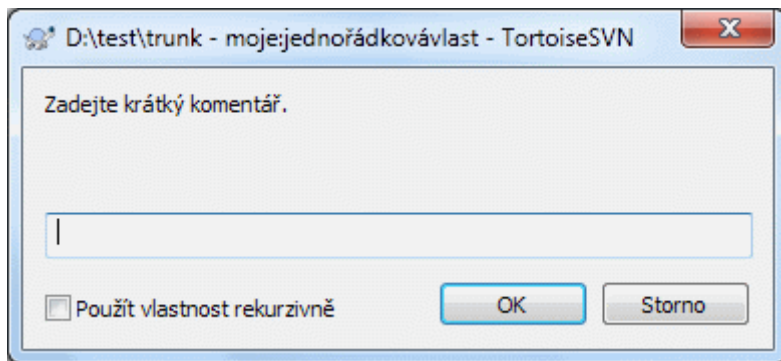 D:\test\trunk - moje:jednořádkovávlast - TortoiseSVN
Zadejte krátký komentář.
Použít vlastnost rekurzivně
OK
Storno